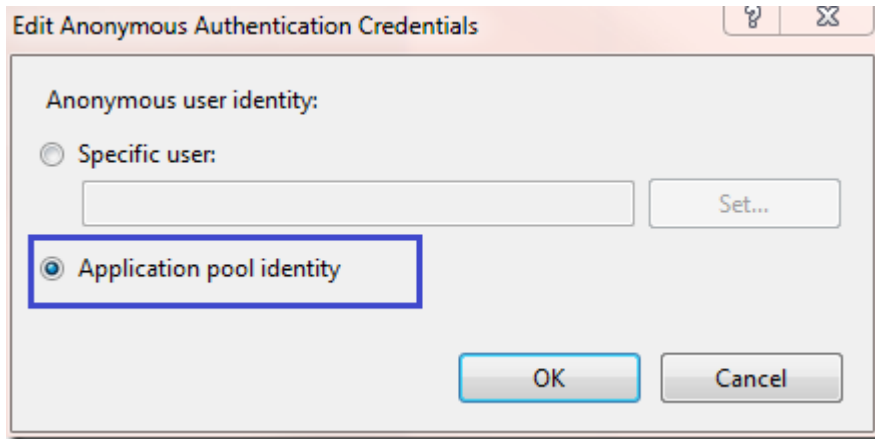 Edit Anonymous Authentication Credentials
?
Anonymous user identity:
Specific user:
Set...
Application pool identity
OK
Cancel